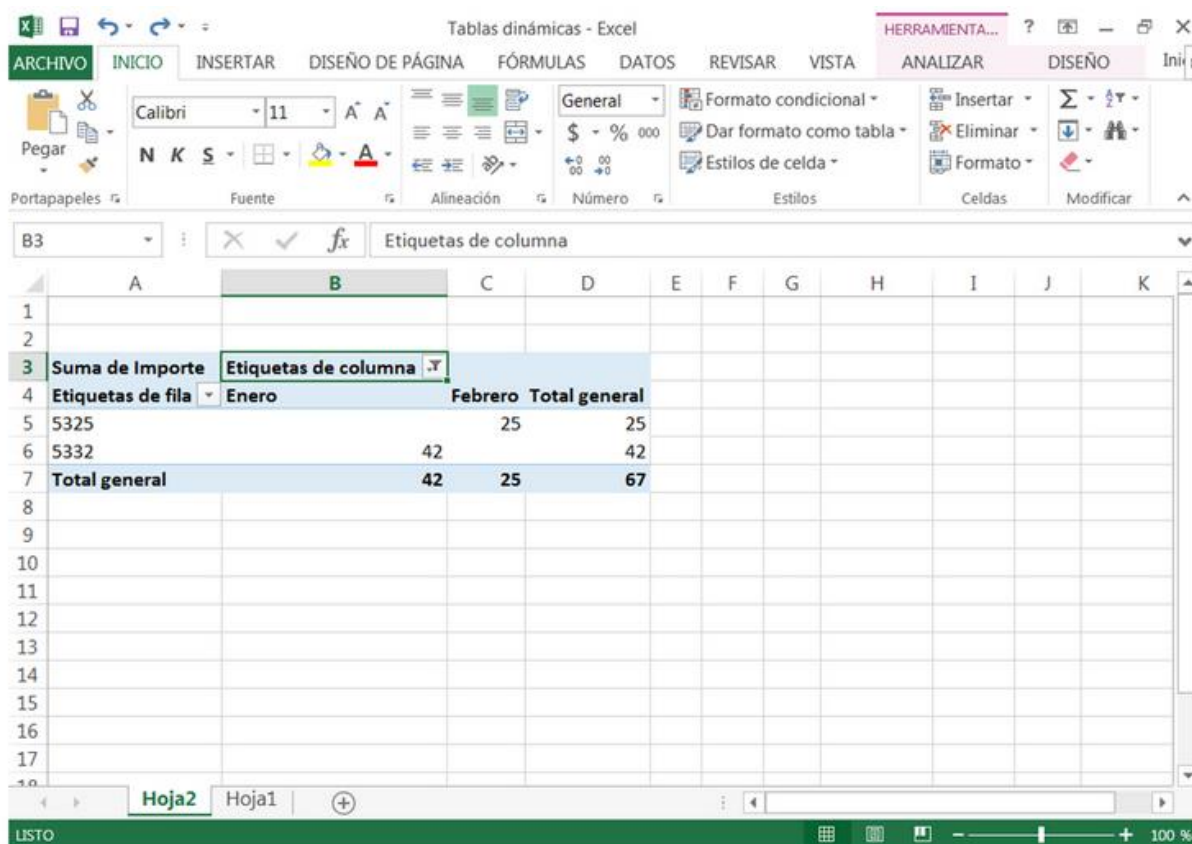 Tablas dinámicas - Excel
HERRAMIENTA...
?
ARCHIVO INICIO INSERTAR DISEÑO DE PÁGINA FÓRMULAS DATOS REVISAR VISTA ANALIZAR DISEÑO Ini
Calibri 11 A A General Formato condicional Insertar Σ
Pegar $ % 000 Dar formato como tabla Eliminar
N K S A Estilos de celda Formato
Portapapeles Fuente Alineación Número Estilos Celdas Modificar
B3 fx Etiquetas de columna
A B C D E F G H I J K
1
2
3 Suma de Importe Etiquetas de columna
4 Etiquetas de fila Enero Febrero Total general
5 5325 25 25
6 5332 42 42
7 Total general 42 25 67
8
9
10
11
12
13
14
15
16
17
Hoja2 Hoja1
LISTO 100 %